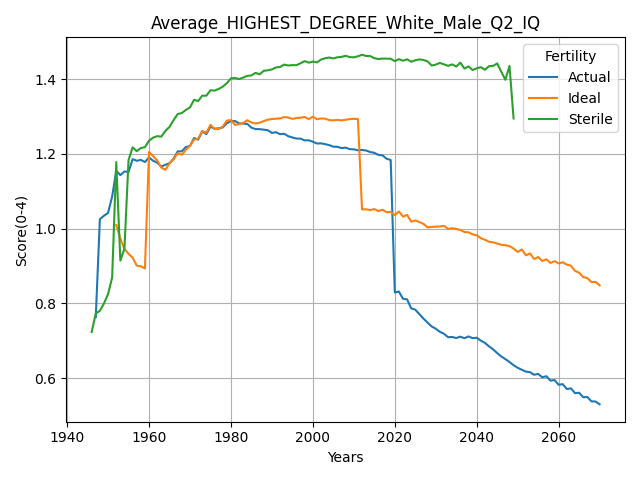 Average_HIGHEST_DEGREE_White_Male_Q2_IQ
Score(0-4)
1.4
1.2
1.0
0.8
0.6
Fertility
Actual
Ideal
Sterile
1940 1960 1980 2000 2020 2040 2060
Years